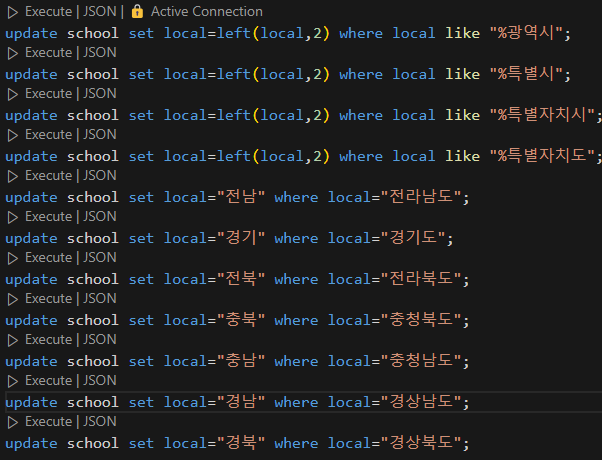 ▷ Execute | JSON | 🔒 Active Connection
update school set local=left(local,2) where local like "%광역시";
▷ Execute | JSON
update school set local=left(local,2) where local like "%특별시";
▷ Execute | JSON
update school set local=left(local,2) where local like "%특별자치시";
▷ Execute | JSON
update school set local=left(local,2) where local like "%특별자치도";
▷ Execute | JSON
update school set local="전남" where local="전라남도";
▷ Execute | JSON
update school set local="경기" where local="경기도";
▷ Execute | JSON
update school set local="전북" where local="전라북도";
▷ Execute | JSON
update school set local="충북" where local="충청북도";
▷ Execute | JSON
update school set local="충남" where local="충청남도";
▷ Execute | JSON
update school set local="경남" where local="경상남도";
▷ Execute | JSON
update school set local="경북" where local="경상북도";